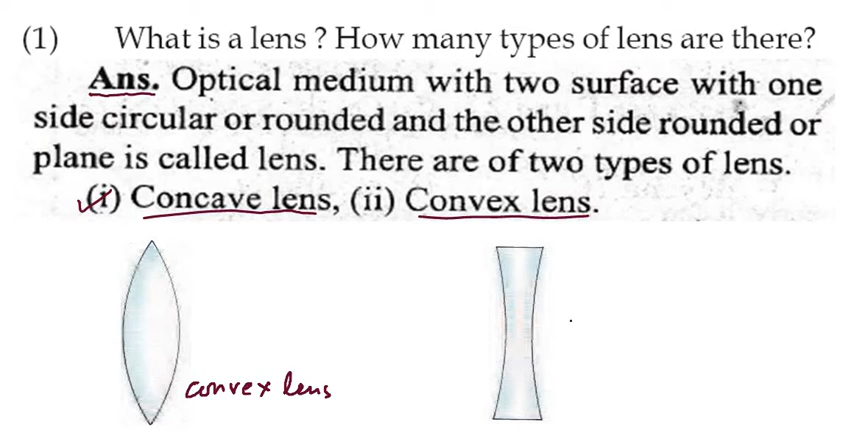 (1) What is a lens ? How many types of lens are there?
Ans. Optical medium with two surface with one
side circular or rounded and the other side rounded or
plane is called lens. There are of two types of lens.
(i) Concave lens, (ii) Convex lens.
convex lens